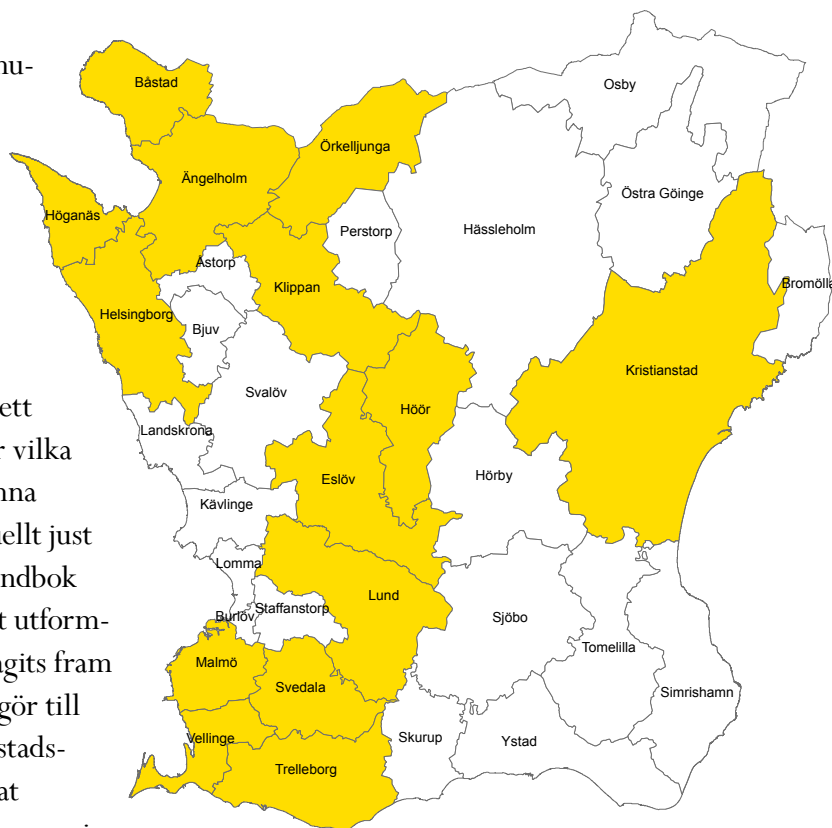 nu-
ett
r vilka
nna
ellt just
ndbok
t utform-
agits fram
gör till
stads-
at
Båstad
Osby
Örkelljunga
Ängelholm
Östra Göinge
Höganäs
Perstorp
Hässleholm
Åstorp
Klippan
Bromölla
Helsingborg
Bjuv
Kristianstad
Svalöv
Höör
Landskrona
Hörby
Eslöv
Kävlinge
Lomma
Lund
Staffanstorp
Burlöv
Sjöbo
Tomelilla
Malmö
Svedala
Simrishamn
Vellinge
Skurup
Ystad
Trelleborg